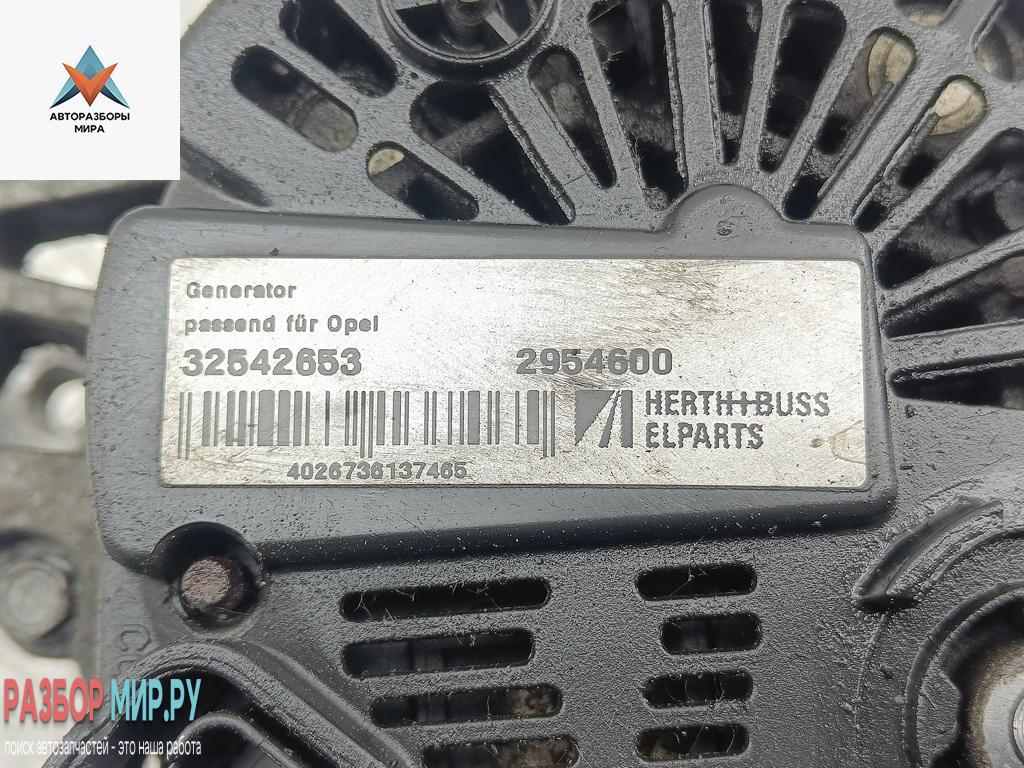 АВТОРАЗБОРЫ
МИРА
Generator
passend für Opel
32542653 2954600
HERTH+BUSS
ELPARTS
4026736137465
РАЗБОР МИР.РУ
поиск автозапчастей - это наша работа